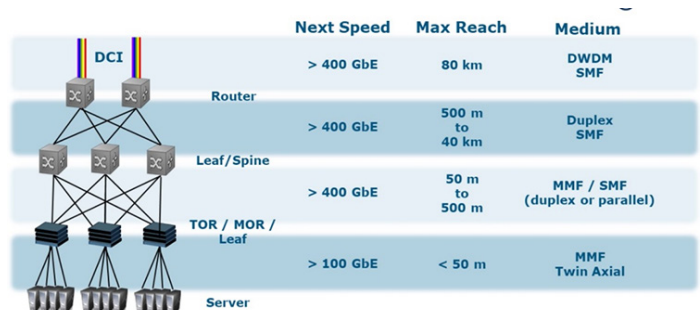 Next Speed Max Reach Medium
DCI
> 400 GbE 80 km DWDM
SMF
Router
> 400 GbE 500 m
to
40 km Duplex
SMF
Leaf/Spine
> 400 GbE 50 m
to
500 m MMF / SMF
(duplex or parallel)
TOR / MOR /
Leaf
> 100 GbE < 50 m MMF
Twin Axial
Server